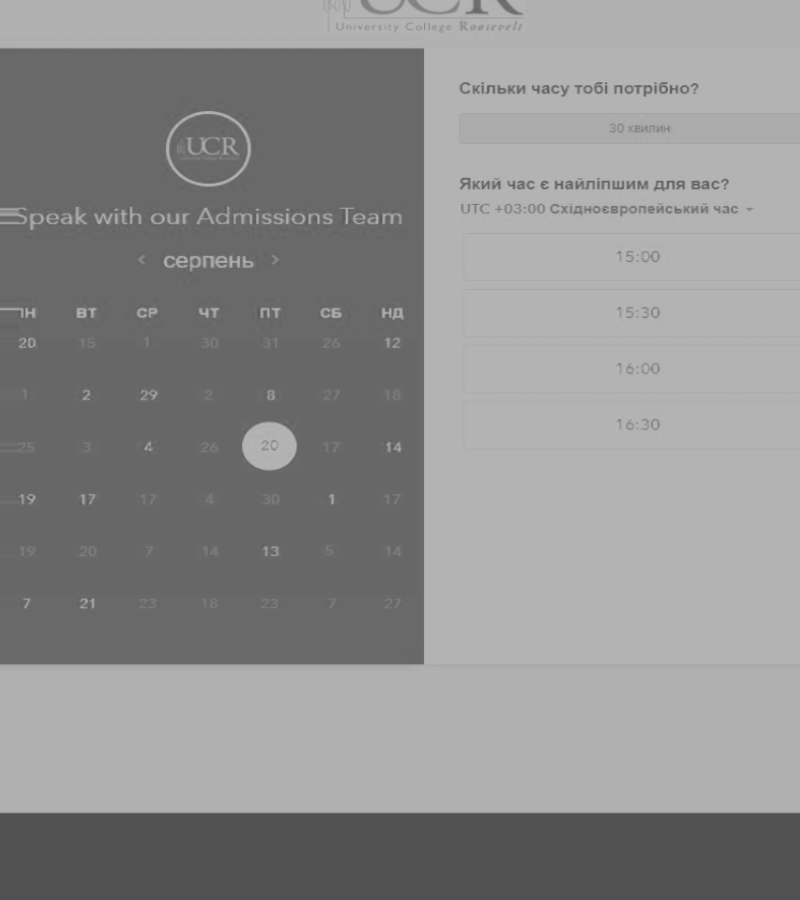 UCR
University College Roosevelt
UCR
Speak with our Admissions Team
< серпень >
ПН ВТ СР ЧТ ПТ СБ НД
20 15 1 30 31 26 12
1 2 29 2 8 27 18
25 3 4 26 20 17 14
19 17 17 4 30 1 17
19 20 7 14 13 5 14
7 21 23 18 23 7 27
Скільки часу тобі потрібно?
30 хвилин
Який час є найліпшим для вас?
UTC +03:00 Східноєвропейський час
15:00
15:30
16:00
16:30